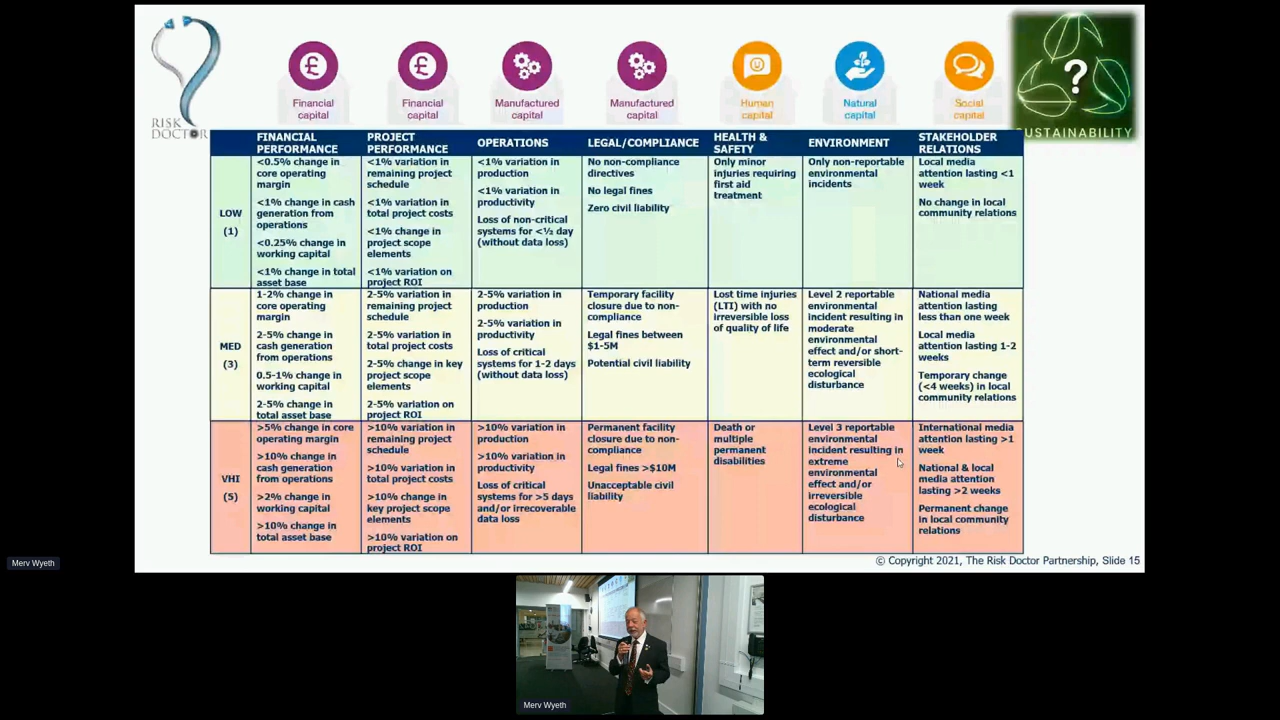 RISK
DOCTOR
Financial
capital
Financial
capital
Manufactured
capital
Manufactured
capital
Human
capital
Natural
capital
Social
capital
?
SUSTAINABILITY
FINANCIAL
PERFORMANCE
PROJECT
PERFORMANCE
OPERATIONS
LEGAL/COMPLIANCE
HEALTH &
SAFETY
ENVIRONMENT
STAKEHOLDER
RELATIONS
LOW
(1)
<0.5% change in
core operating
margin
<1% change in cash
generation from
operations
<0.25% change in
working capital
<1% change in total
asset base
<1% variation in
remaining project
schedule
<1% variation in
total project costs
<1% change in
project scope
elements
<1% variation on
project ROI
<1% variation in
production
<1% variation in
productivity
Loss of non-critical
systems for <½ day
(without data loss)
No non-compliance
directives
No legal fines
Zero civil liability
Only minor
injuries requiring
first aid
treatment
Only non-reportable
environmental
incidents
Local media
attention lasting <1
week
No change in local
community relations
MED
(3)
1-2% change in
core operating
margin
2-5% change in
cash generation
from operations
0.5-1% change in
working capital
2-5% change in
total asset base
2-5% variation in
remaining project
schedule
2-5% variation in
total project costs
2-5% change in key
project scope
elements
2-5% variation on
project ROI
2-5% variation in
production
2-5% variation in
productivity
Loss of critical
systems for 1-2 days
(without data loss)
Temporary facility
closure due to non-
compliance
Legal fines between
$1-5M
Potential civil liability
Lost time injuries
(LTI) with no
irreversible loss
of quality of life
Level 2 reportable
environmental
incident resulting in
moderate
environmental
effect and/or short-
term reversible
ecological
disturbance
National media
attention lasting
less than one week
Local media
attention lasting 1-2
weeks
Temporary change
(<4 weeks) in local
community relations
VHI
(5)
>5% change in core
operating margin
>10% change in
cash generation
from operations
>2% change in
working capital
>10% change in
total asset base
>10% variation in
remaining project
schedule
>10% variation in
total project costs
>10% change in
key project scope
elements
>10% variation on
project ROI
>10% variation in
production
>10% variation in
productivity
Loss of critical
systems for >5 days
and/or irrecoverable
data loss
Permanent facility
closure due to non-
compliance
Legal fines >$10M
Unacceptable civil
liability
Death or
multiple
permanent
disabilities
Level 3 reportable
environmental
incident resulting in
extreme
environmental
effect and/or
irreversible
ecological
disturbance
International media
attention lasting >1
week
National & local
media attention
lasting >2 weeks
Permanent change
in local community
relations
© Copyright 2021, The Risk Doctor Partnership, Slide 15
Merv Wyeth
Merv Wyeth